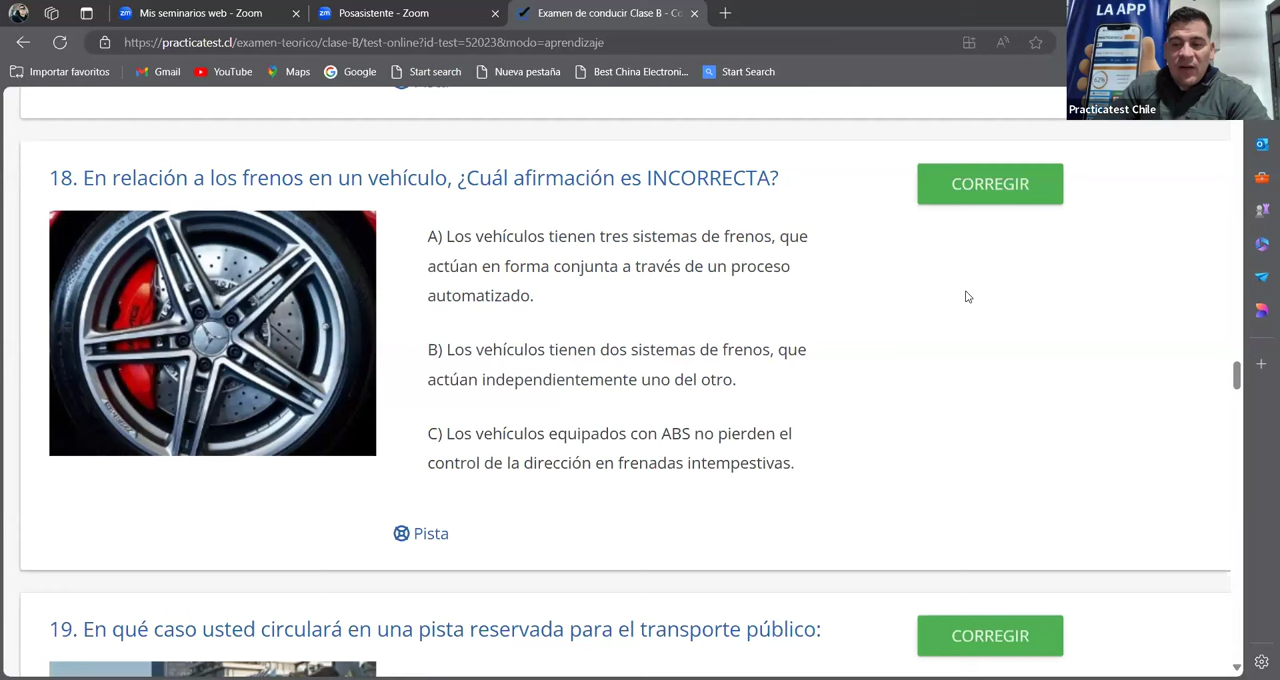 Mis seminarios web - Zoom
Posasistente - Zoom
Examen de conducir Clase B - Co
https://practicatest.cl/examen-teorico/clase-B/test-online?id-test=52023&modo=aprendizaje
Importar favoritos
Gmail
YouTube
Maps
Google
Start search
Nueva pestaña
Best China Electroni...
Start Search
LA APP
62%
Practicatest Chile
18. En relación a los frenos en un vehículo, ¿Cuál afirmación es INCORRECTA?
CORREGIR
A) Los vehículos tienen tres sistemas de frenos, que
actúan en forma conjunta a través de un proceso
automatizado.
B) Los vehículos tienen dos sistemas de frenos, que
actúan independientemente uno del otro.
C) Los vehículos equipados con ABS no pierden el
control de la dirección en frenadas intempestivas.
Pista
19. En qué caso usted circulará en una pista reservada para el transporte público:
CORREGIR